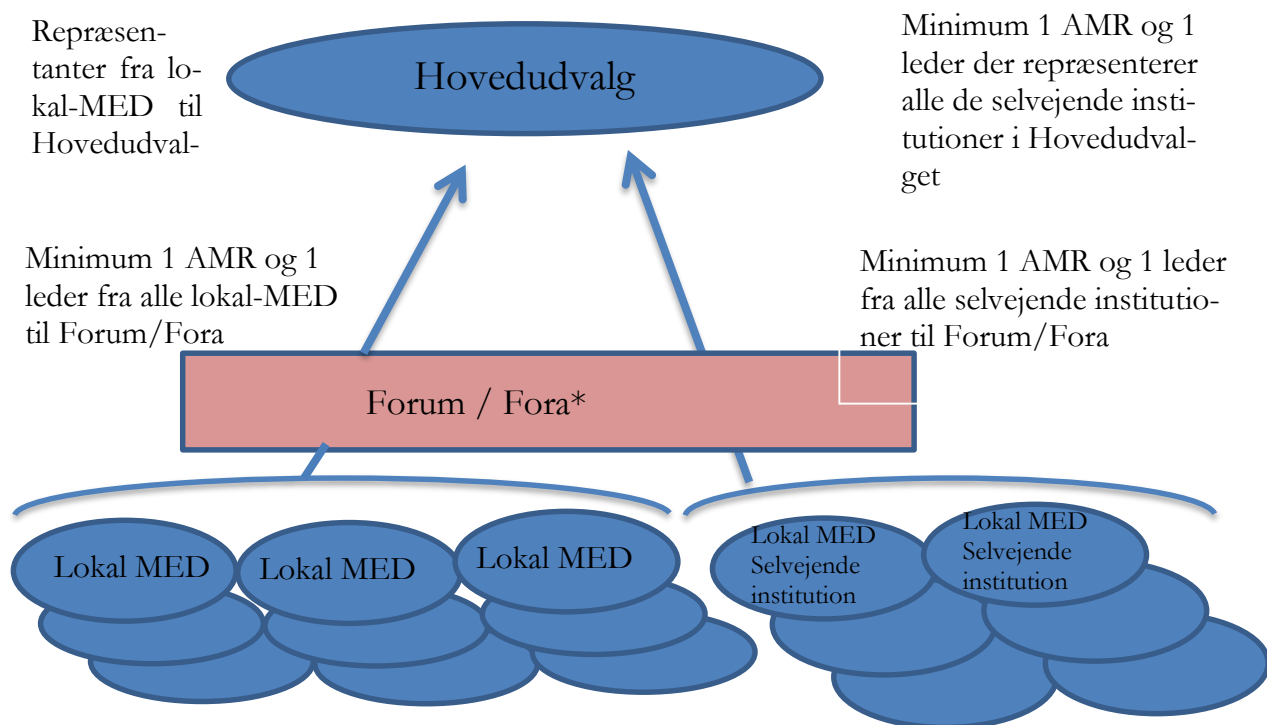 Repræsen-
tanter fra lo-
kal-MED til
Hovedudval-
Hovedudvalg
Minimum 1 AMR og 1
leder der repræsenterer
alle de selvejende insti-
tutioner i Hovedudval-
get
Minimum 1 AMR og 1
leder fra alle lokal-MED
til Forum/Fora
Minimum 1 AMR og 1 leder
fra alle selvejende institutio-
ner til Forum/Fora
Forum / Fora*
Lokal MED
Lokal MED
Lokal MED
Lokal MED
Selvejende
institution
Lokal MED
Selvejende
institution